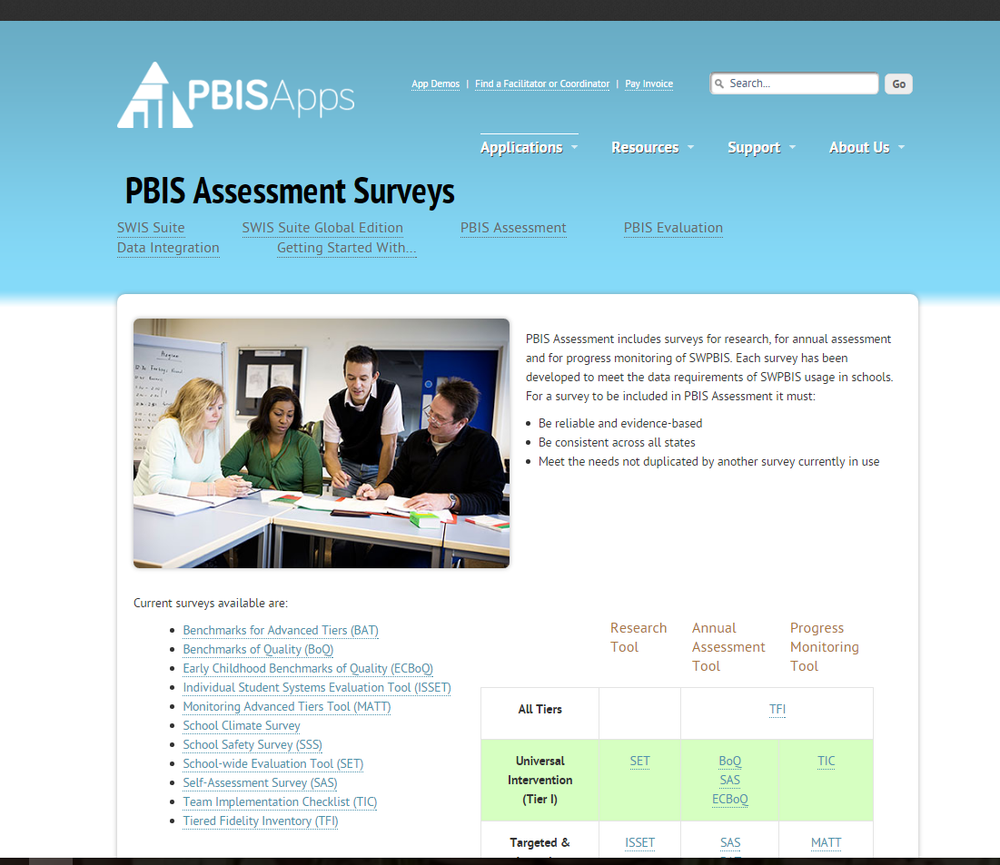 PBISApps
App Demos | Find a Facilitator or Coordinator | Pay Invoice
Search...
Go
Applications
Resources
Support
About Us
PBIS Assessment Surveys
SWIS Suite
SWIS Suite Global Edition
PBIS Assessment
PBIS Evaluation
Data Integration
Getting Started With...
PBIS Assessment includes surveys for research, for annual assessment
and for progress monitoring of SWPBIS. Each survey has been
developed to meet the data requirements of SWPBIS usage in schools.
For a survey to be included in PBIS Assessment it must:
Be reliable and evidence-based
Be consistent across all states
Meet the needs not duplicated by another survey currently in use
Current surveys available are:
Benchmarks for Advanced Tiers (BAT)
Benchmarks of Quality (BoQ)
Early Childhood Benchmarks of Quality (ECBoQ)
Individual Student Systems Evaluation Tool (ISSET)
Monitoring Advanced Tiers Tool (MATT)
School Climate Survey
School Safety Survey (SSS)
School-wide Evaluation Tool (SET)
Self-Assessment Survey (SAS)
Team Implementation Checklist (TIC)
Tiered Fidelity Inventory (TFI)
Research
Tool
Annual
Assessment
Tool
Progress
Monitoring
Tool
All Tiers
TFI
Universal
Intervention
(Tier I)
SET
BoQ
SAS
ECBoQ
TIC
Targeted &
ISSET
SAS
MATT